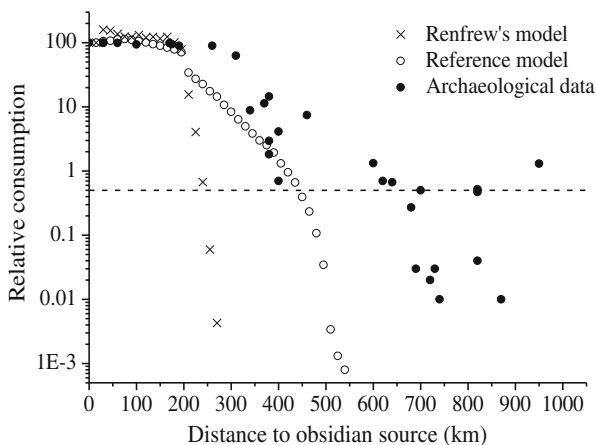 Renfrew's model
Reference model
Archaeological data
Relative consumption
100
10
1
0.1
0.01
1E-3
0 100 200 300 400 500 600 700 800 900 1000
Distance to obsidian source (km)